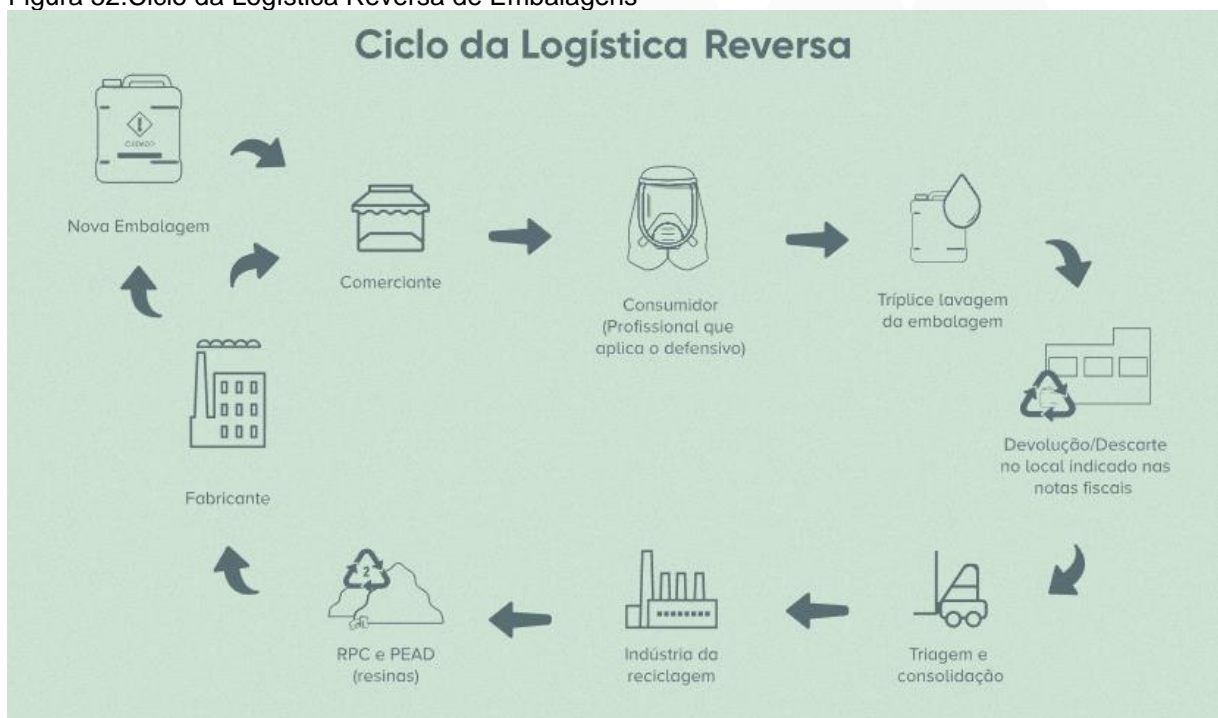 Figura 32:Ciclo da Logística Reversa de Embalagens
Ciclo da Logística Reversa
CUIDADO
Nova Embalagem
Comerciante
Consumidor
(Profissional que
aplica o defensivo)
Tríplice lavagem
da embalagem
Devolução/Descarte
no local indicado nas
notas fiscais
Fabricante
2
RPC e PEAD
(resinas)
Indústria da
reciclagem
Triagem e
consolidação